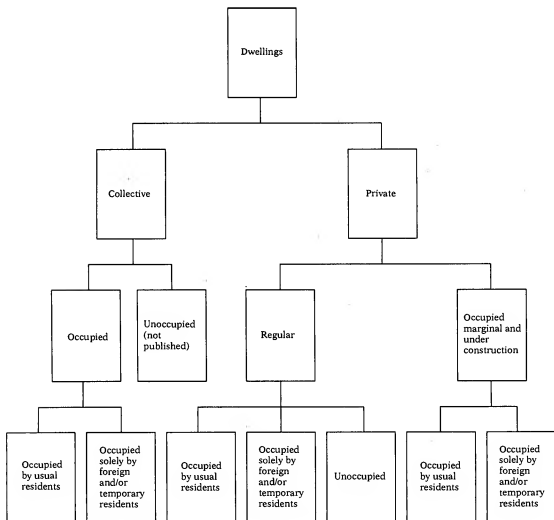 Dwellings
Collective
Private
Occupied
Unoccupied
(not
published)
Regular
Occupied
marginal and
under
construction
Occupied
by usual
residents
Occupied
solely by
foreign
and/or
temporary
residents
Occupied
by usual
residents
Occupied
solely by
foreign
and/or
temporary
residents
Unoccupied
Occupied
by usual
residents
Occupied
solely by
foreign
and/or
temporary
residents